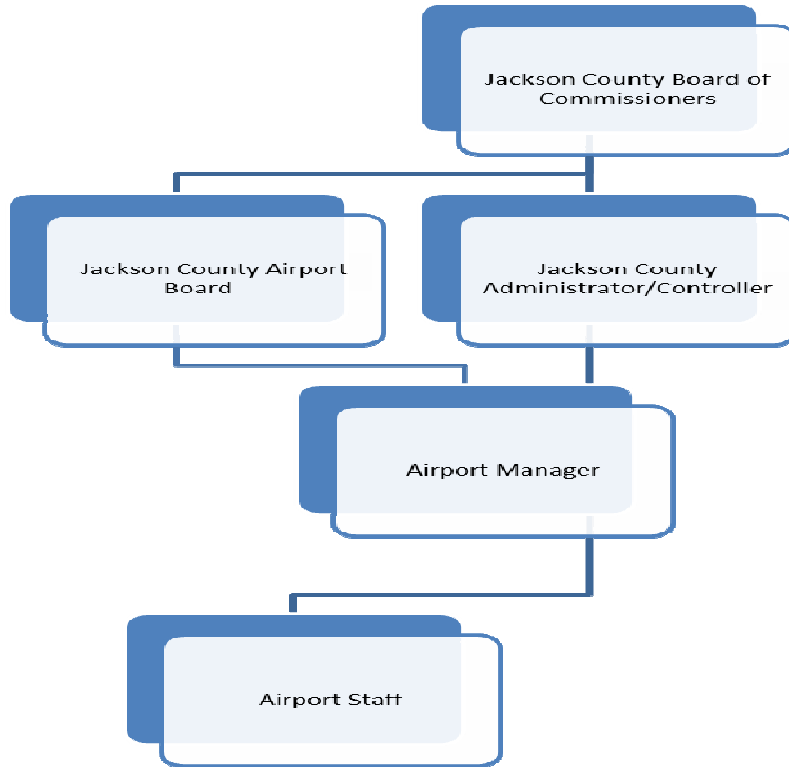 Jackson County Board of
Commissioners
Jackson County Airport
Board
Jackson County
Administrator/Controller
Airport Manager
Airport Staff